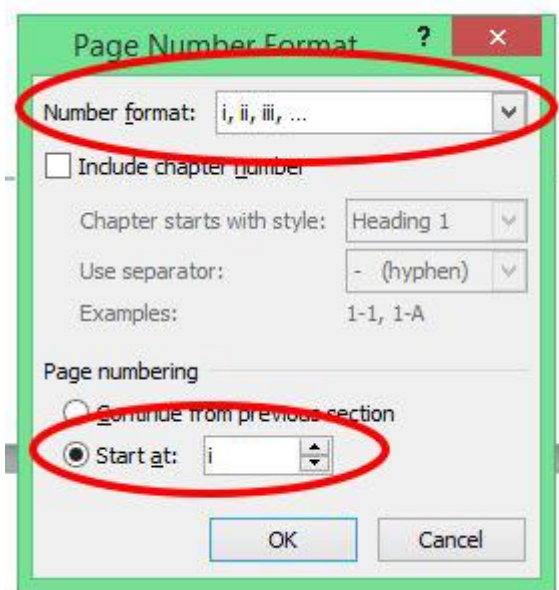 Page Number Format ? ×
Number format: i, ii, iii, ...
Include chapter number
Chapter starts with style: Heading 1
Use separator: - (hyphen)
Examples: 1-1, 1-A
Page numbering
Continue from previous section
Start at: i
OK Cancel